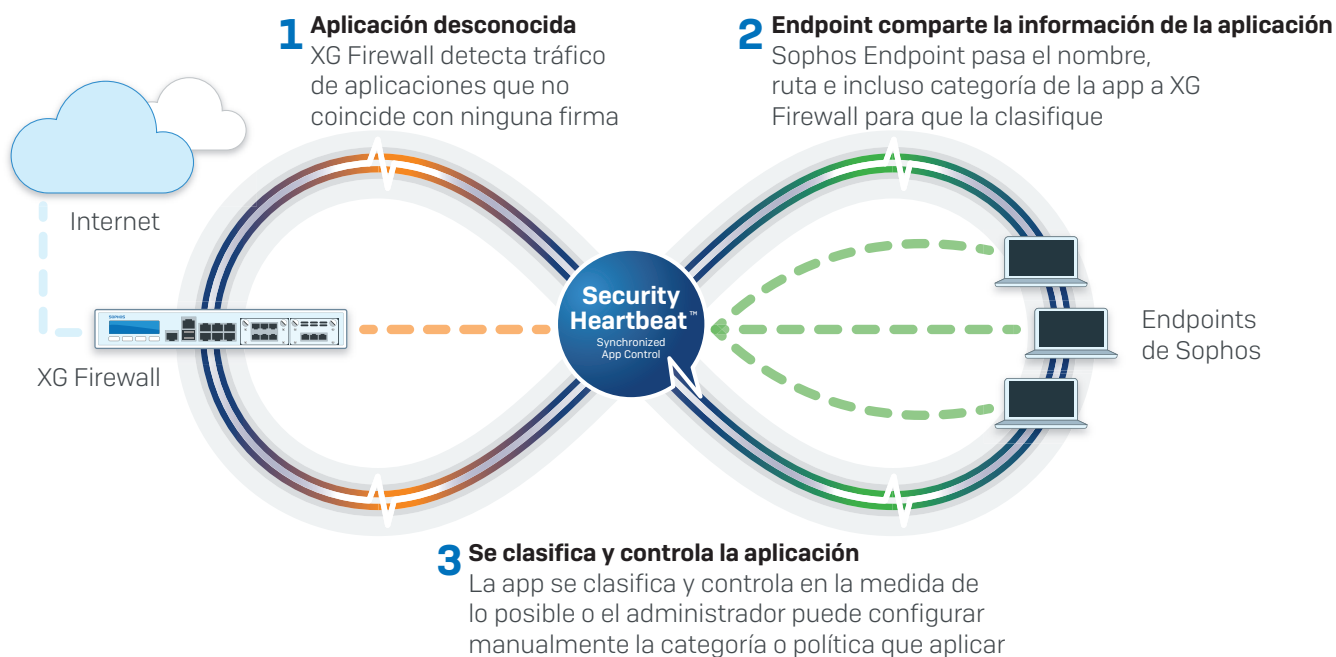 1 Aplicación desconocida
XG Firewall detecta tráfico
de aplicaciones que no
coincide con ninguna firma
2 Endpoint comparte la información de la aplicación
Sophos Endpoint pasa el nombre,
ruta e incluso categoría de la app a XG
Firewall para que la clasifique
Internet
SOPHOS
XG Firewall
Security
Heartbeat™
Synchronized
App Control
Endpoints
de Sophos
3 Se clasifica y controla la aplicación
La app se clasifica y controla en la medida de
lo posible o el administrador puede configurar
manualmente la categoría o política que aplicar